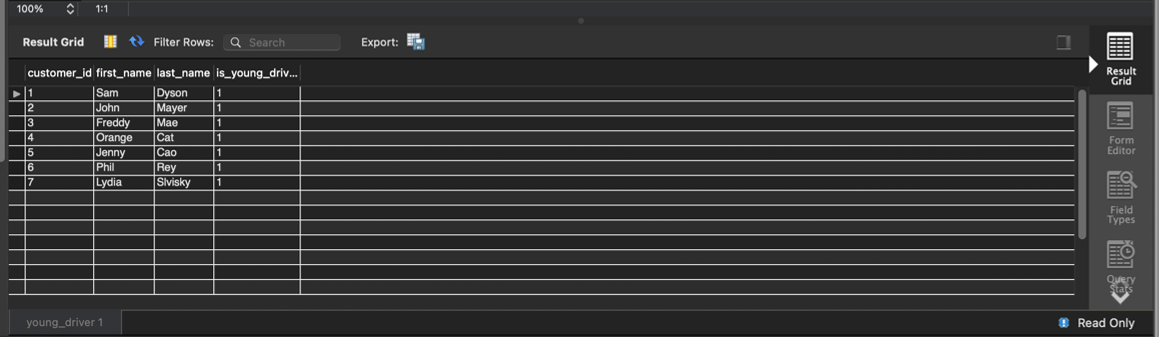 100% 1:1
Result Grid Filter Rows: Search Export:
customer_id first_name last_name is_young_driv...
1 Sam Dyson 1
2 John Mayer 1
3 Freddy Mae 1
4 Orange Cat 1
5 Jenny Cao 1
6 Phil Rey 1
7 Lydia Slvisky 1
Result
Grid
Form
Editor
Field
Types
Query
Stats
young_driver 1
Read Only